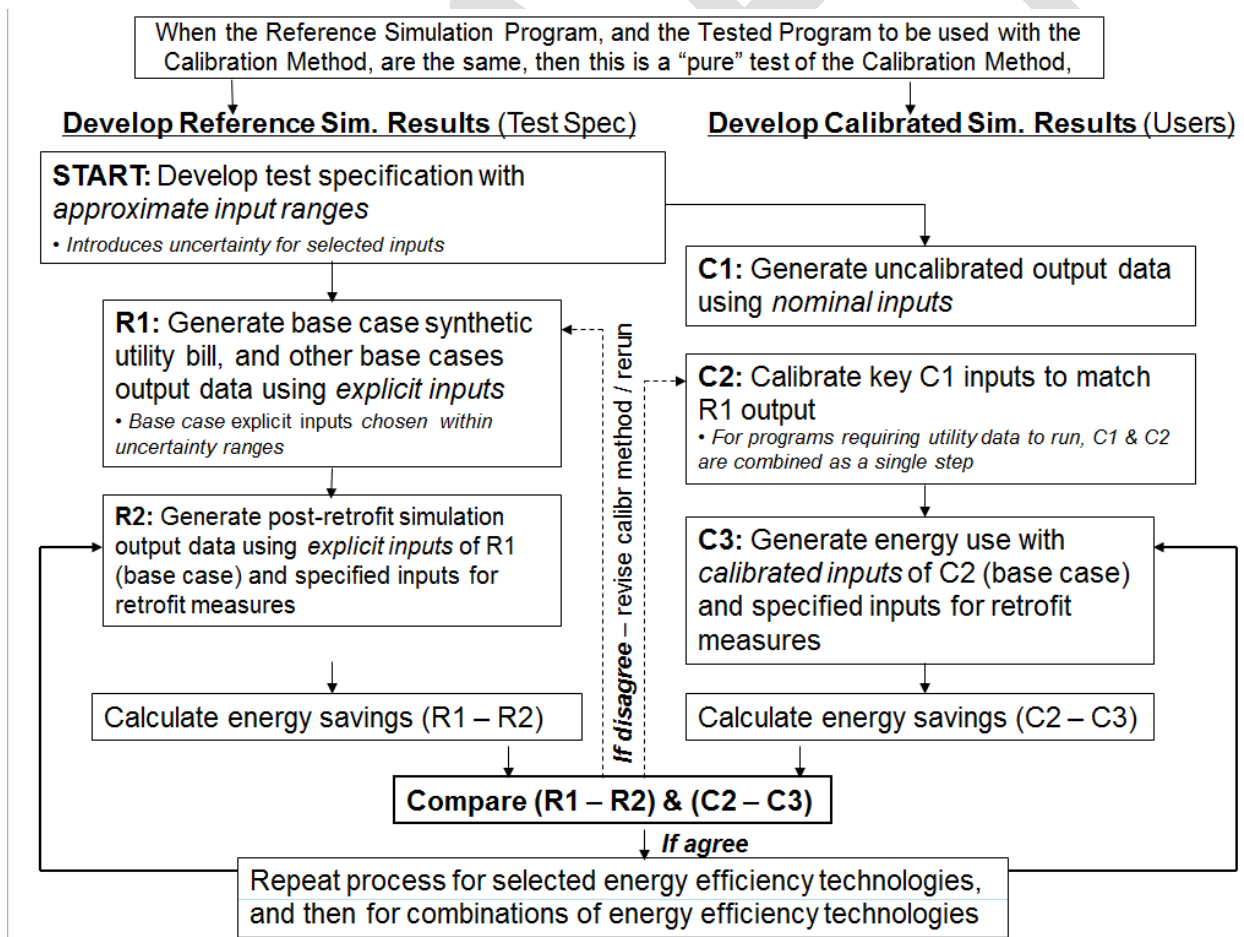 When the Reference Simulation Program, and the Tested Program to be used with the
Calibration Method, are the same, then this is a “pure” test of the Calibration Method,
Develop Reference Sim. Results (Test Spec)
Develop Calibrated Sim. Results (Users)
START: Develop test specification with
approximate input ranges
• Introduces uncertainty for selected inputs
C1: Generate uncalibrated output data
using nominal inputs
R1: Generate base case synthetic
utility bill, and other base cases
output data using explicit inputs
• Base case explicit inputs chosen within
uncertainty ranges
C2: Calibrate key C1 inputs to match
R1 output
• For programs requiring utility data to run, C1 & C2
are combined as a single step
R2: Generate post-retrofit simulation
output data using explicit inputs of R1
(base case) and specified inputs for
retrofit measures
C3: Generate energy use with
calibrated inputs of C2 (base case)
and specified inputs for retrofit
measures
If disagree – revise calibr method / rerun
Calculate energy savings (R1 – R2)
Calculate energy savings (C2 – C3)
Compare (R1 – R2) & (C2 – C3)
If agree
Repeat process for selected energy efficiency technologies,
and then for combinations of energy efficiency technologies